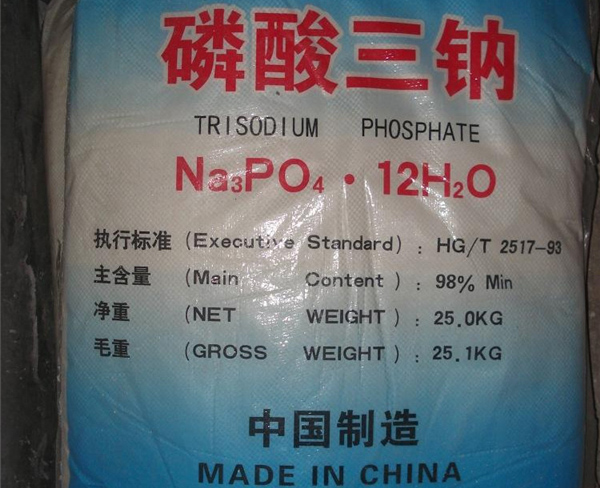 磷酸三钠
TRISODIUM PHOSPHATE
Na₃PO₄·12H₂O
执行标准 (Executive Standard): HG/T 2517-93
主含量 (Main Content): 98% Min
净重 (NET WEIGHT): 25.0KG
毛重 (GROSS WEIGHT): 25.1KG
中国制造
MADE IN CHINA